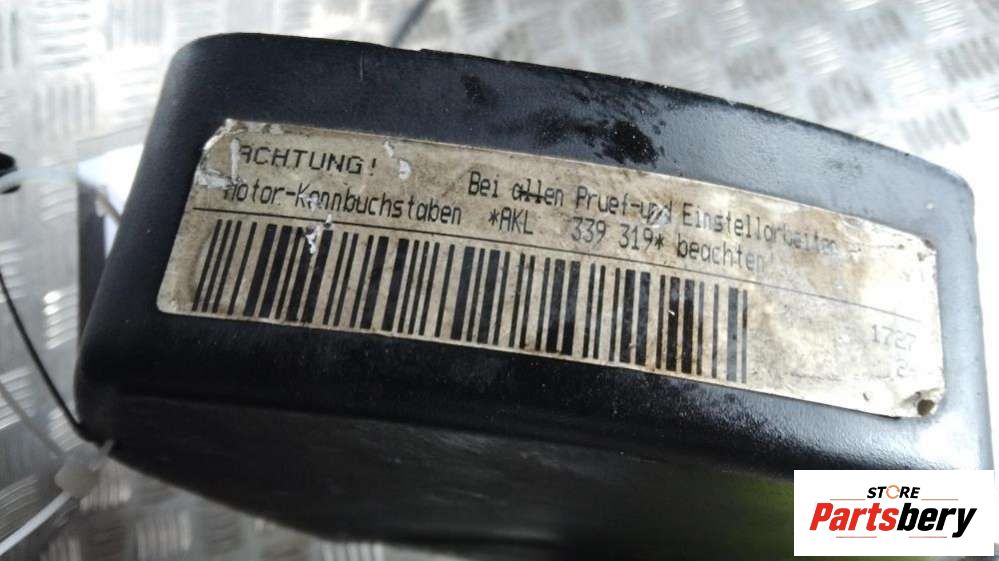 ACHTUNG! Bei allen Pruef-und Einstellarbeiten
Motor-Kennbuchstaben *AKL 339 319* beachten
1727
STORE
Partsbery